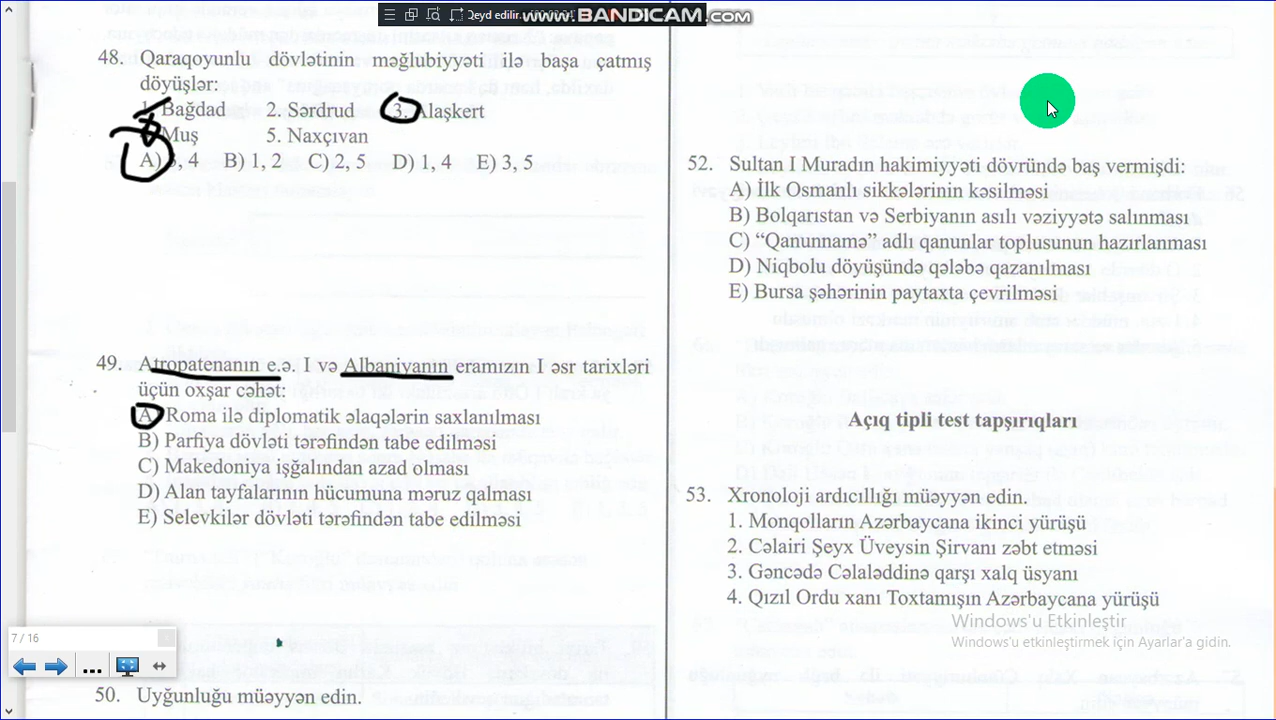 Qeyd edilir
www.BANDICAM.com
48. Qaraqoyunlu dövlətinin məğlubiyyəti ilə başa çatmış
döyüşlər:
1. Bağdad 2. Sərdrud 3. Alaşkert
Muş 5. Naxçıvan
A) 3, 4 B) 1, 2 C) 2, 5 D) 1, 4 E) 3, 5
49. Atropatenanın e.ə. I və Albaniyanın eramızın I əsr tarixləri
üçün oxşar cəhət:
A) Roma ilə diplomatik əlaqələrin saxlanılması
B) Parfiya dövləti tərəfindən tabe edilməsi
C) Makedoniya işğalından azad olması
D) Alan tayfalarının hücumuna məruz qalması
E) Selevkilər dövləti tərəfindən tabe edilməsi
7 / 16
50. Uyğunluğu müəyyən edin.
52. Sultan I Muradın hakimiyyəti dövründə baş vermişdi:
A) İlk Osmanlı sikkələrinin kəsilməsi
B) Bolqarıstan və Serbiyanın asılı vəziyyətə salınması
C) “Qanunnamə” adlı qanunlar toplusunun hazırlanması
D) Niqbolu döyüşündə qələbə qazanılması
E) Bursa şəhərinin paytaxta çevrilməsi
Açıq tipli test tapşırıqları
53. Xronoloji ardıcıllığı müəyyən edin.
1. Monqolların Azərbaycana ikinci yürüşü
2. Cəlairi Şeyx Üveysin Şirvanı zəbt etməsi
3. Gəncədə Cəlaləddinə qarşı xalq üsyanı
4. Qızıl Ordu xanı Toxtamışın Azərbaycana yürüşü
Windows'u Etkinleştir
Windows'u etkinleştirmek için Ayarlar'a gidin.